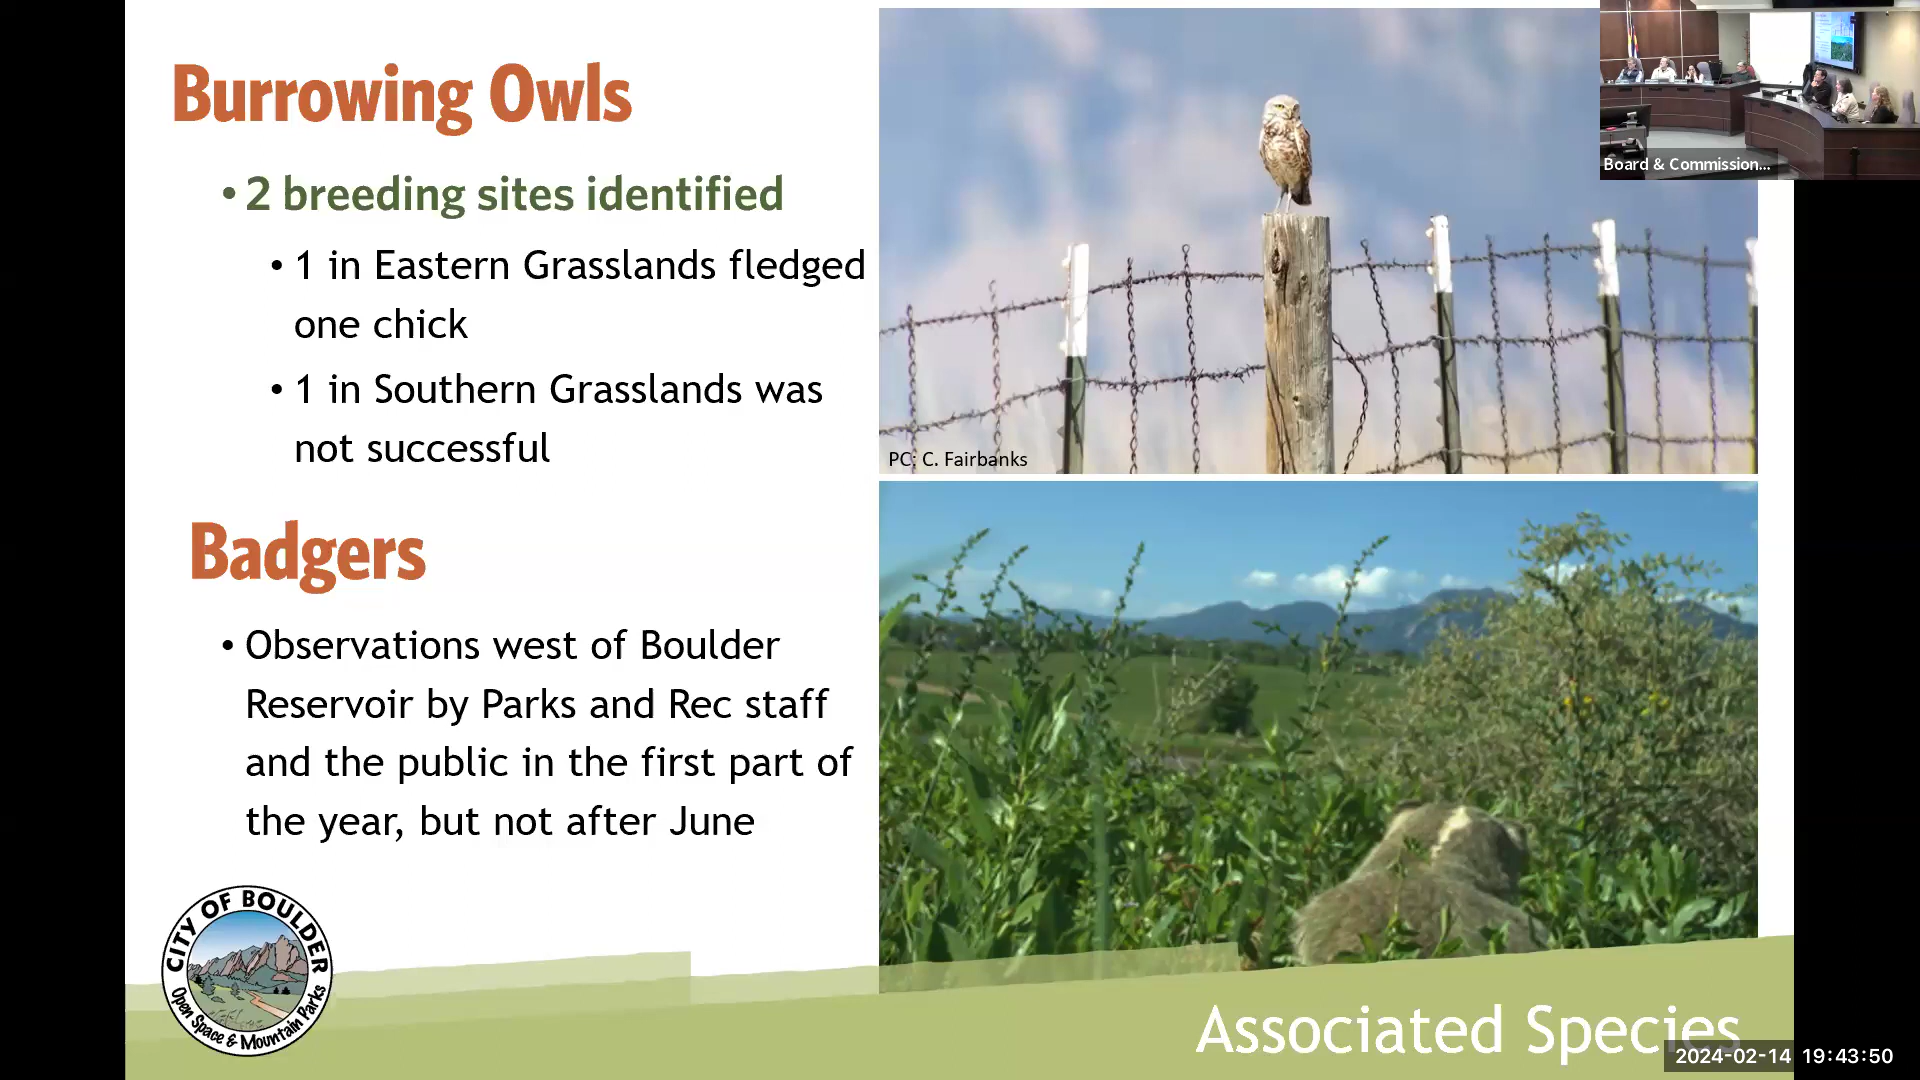 Burrowing Owls
• 2 breeding sites identified
• 1 in Eastern Grasslands fledged
one chick
• 1 in Southern Grasslands was
not successful
Badgers
• Observations west of Boulder
Reservoir by Parks and Rec staff
and the public in the first part of
the year, but not after June
PC: C. Fairbanks
Board & Commission...
CITY OF BOULDER
Open Space & Mountain Parks
Associated Species
2024-02-14 19:43:50